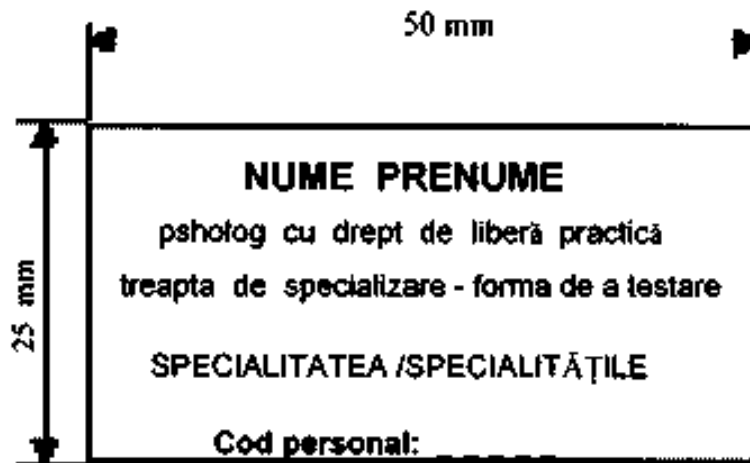 50 mm
25 mm
NUME PRENUME
psholog cu drept de liberă practică
treapta de specializare - forma de a testare
SPECIALITATEA /SPECIALITĂȚILE
Cod personal: _ _ _ _ _